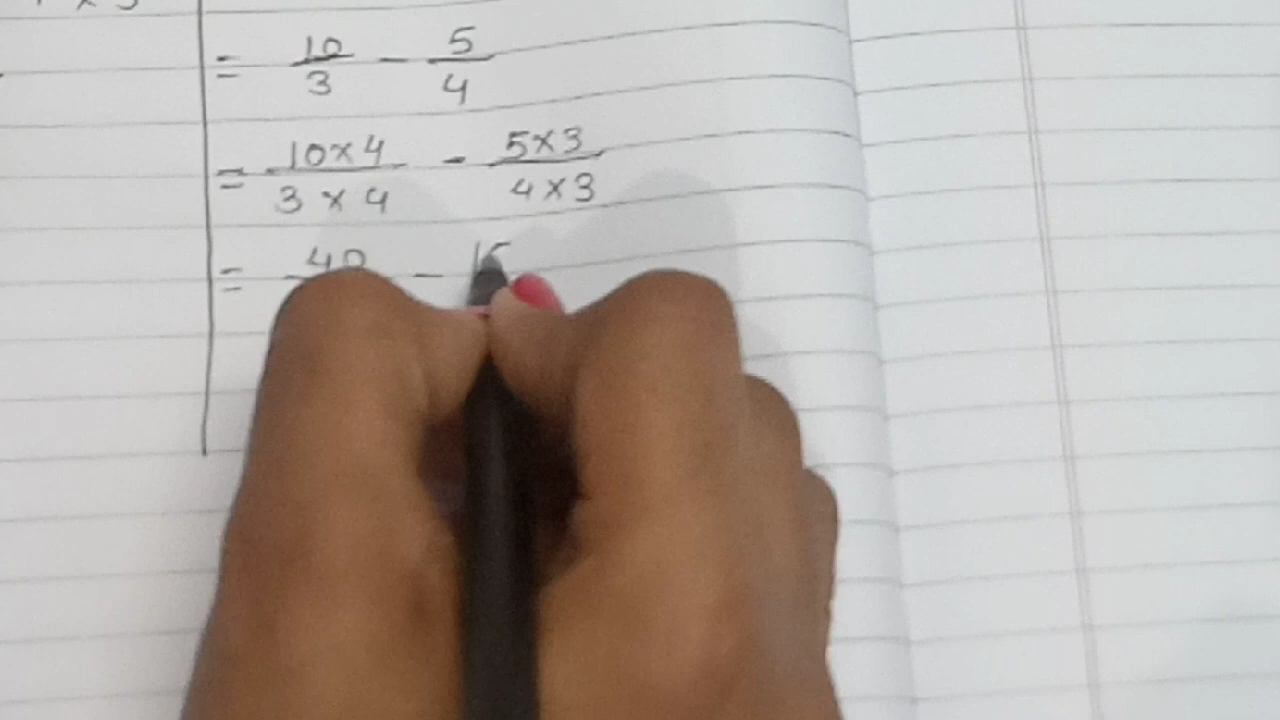 = 10/3 - 5/4
= 10×4/3×4 - 5×3/4×3
= 40 - 15